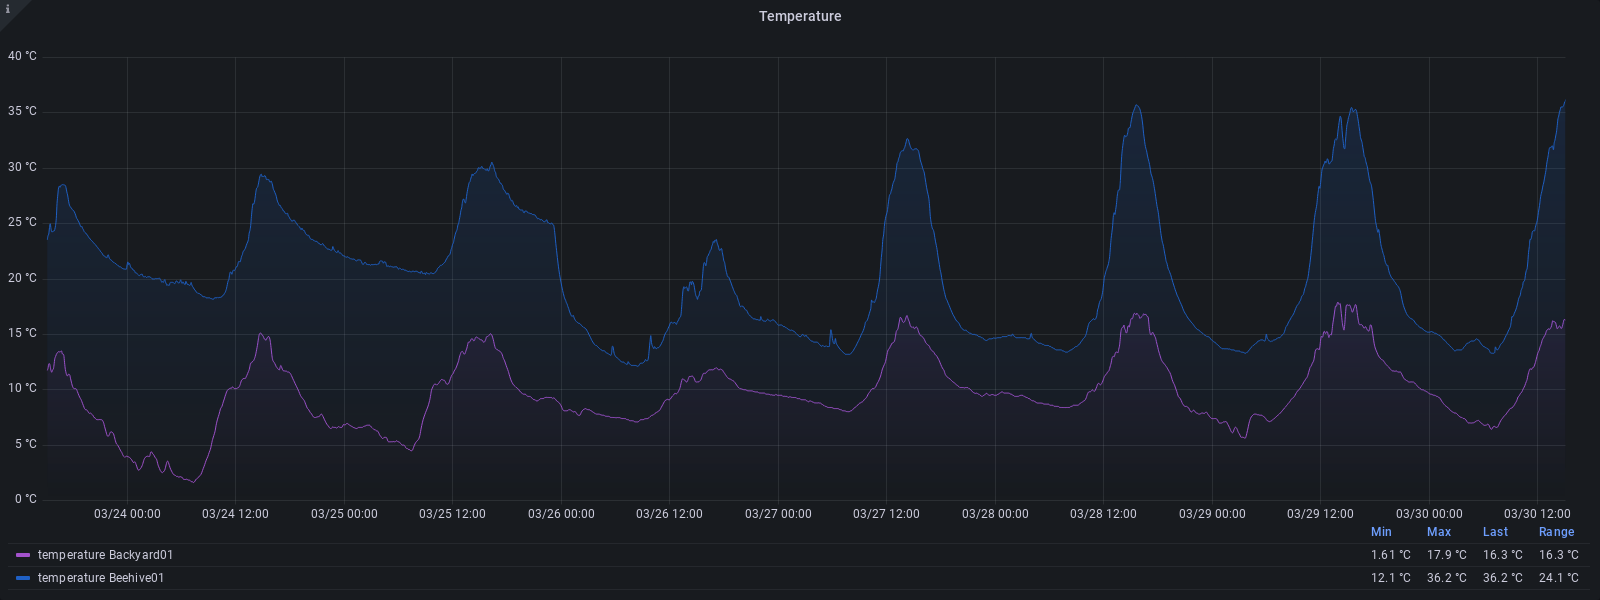 i
Temperature
40 °C
35 °C
30 °C
25 °C
20 °C
15 °C
10 °C
5 °C
0 °C
03/24 00:00 03/24 12:00 03/25 00:00 03/25 12:00 03/26 00:00 03/26 12:00 03/27 00:00 03/27 12:00 03/28 00:00 03/28 12:00 03/29 00:00 03/29 12:00 03/30 00:00 03/30 12:00
Min Max Last Range
temperature Backyard01 1.61 °C 17.9 °C 16.3 °C 16.3 °C
temperature Beehive01 12.1 °C 36.2 °C 36.2 °C 24.1 °C